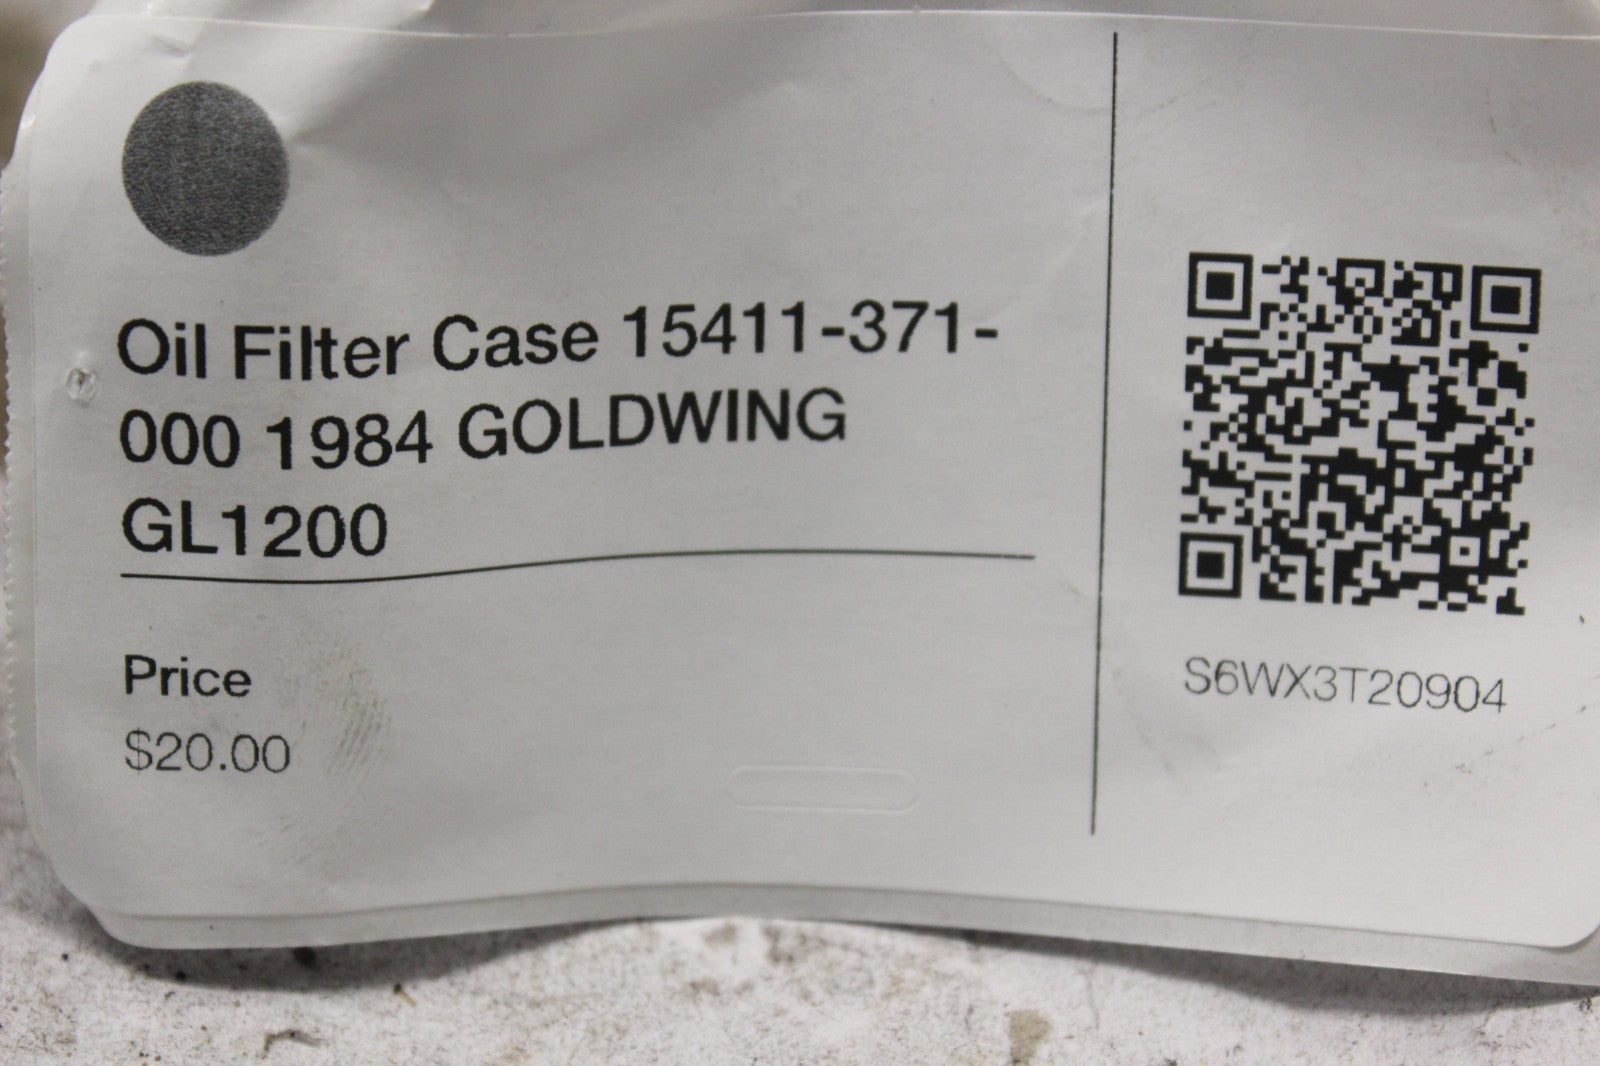 Oil Filter Case 15411-371-
000 1984 GOLDWING
GL1200
Price
$20.00
S6WX3T20904